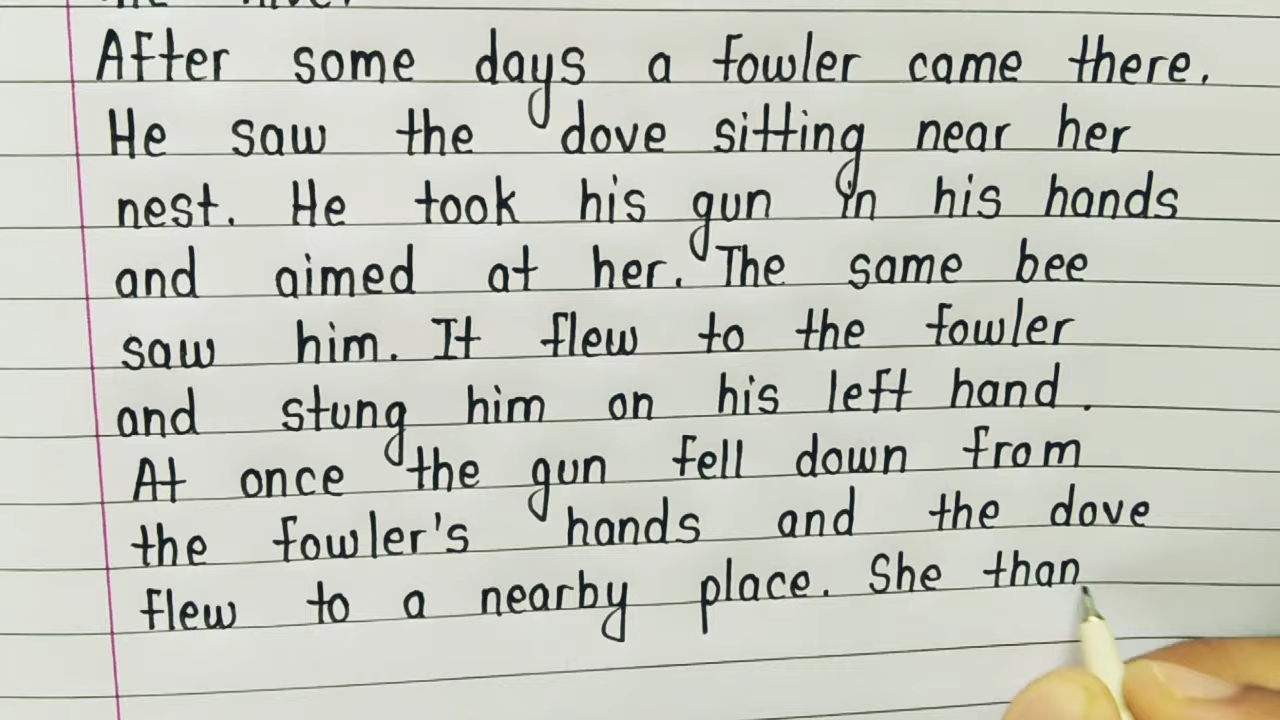 After some days a fowler came there.
He saw the dove sitting near her
nest. He took his gun in his hands
and aimed at her. The same bee
saw him. It flew to the fowler
and stung him on his left hand.
At once the gun fell down from
the fowler's hands and the dove
flew to a nearby place. She than